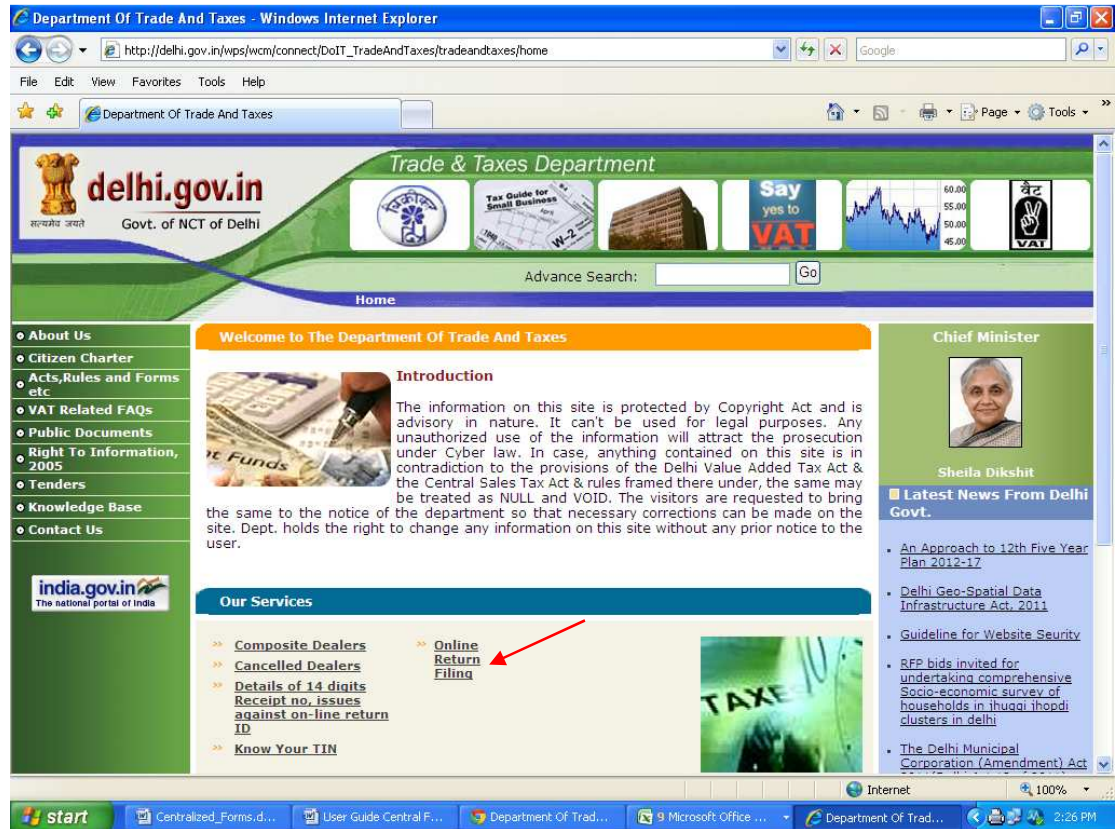 Department Of Trade And Taxes - Windows Internet Explorer
http://delhi.gov.in/wps/wcm/connect/DoIT_TradeAndTaxes/tradeandtaxes/home
Google
File Edit View Favorites Tools Help
Department Of Trade And Taxes
Page Tools
delhi.gov.in
सत्यमेव जयते
Govt. of NCT of Delhi
Trade & Taxes Department
Tax Guide for
Small Business
W-2
Say
yes to
VAT
60.00
55.00
50.00
45.00
वैट
VAT
Advance Search:
Go
Home
About Us
Citizen Charter
Acts,Rules and Forms
etc
VAT Related FAQs
Public Documents
Right To Information,
2005
Tenders
Knowledge Base
Contact Us
india.gov.in
The national portal of India
Welcome to The Department Of Trade And Taxes
Funds
Introduction
The information on this site is protected by Copyright Act and is
advisory in nature. It can't be used for legal purposes. Any
unauthorized use of the information will attract the prosecution
under Cyber law. In case, anything contained on this site is in
contradiction to the provisions of the Delhi Value Added Tax Act &
the Central Sales Tax Act & rules framed there under, the same may
be treated as NULL and VOID. The visitors are requested to bring
the same to the notice of the department so that necessary corrections can be made on the
site. Dept. holds the right to change any information on this site without any prior notice to the
user.
Our Services
Composite Dealers
Cancelled Dealers
Details of 14 digits
Receipt no, issues
against on-line return
ID
Know Your TIN
Online
Return
Filing
TAXE
Chief Minister
Sheila Dikshit
Latest News From Delhi
Govt.
An Approach to 12th Five Year
Plan 2012-17
Delhi Geo-Spatial Data
Infrastructure Act, 2011
Guideline for Website Seurity
RFP bids
invited for
undertaking comprehensive
Socio-economic survey of
households in jhuggi jhopdi
clusters in delhi
The Delhi Municipal
Corporation (Amendment) Act
Internet
100%
start
Centralized_Forms.d...
User Guide Central F...
Department Of Trad...
9 Microsoft Office ...
Department Of Trad...
2:26 PM